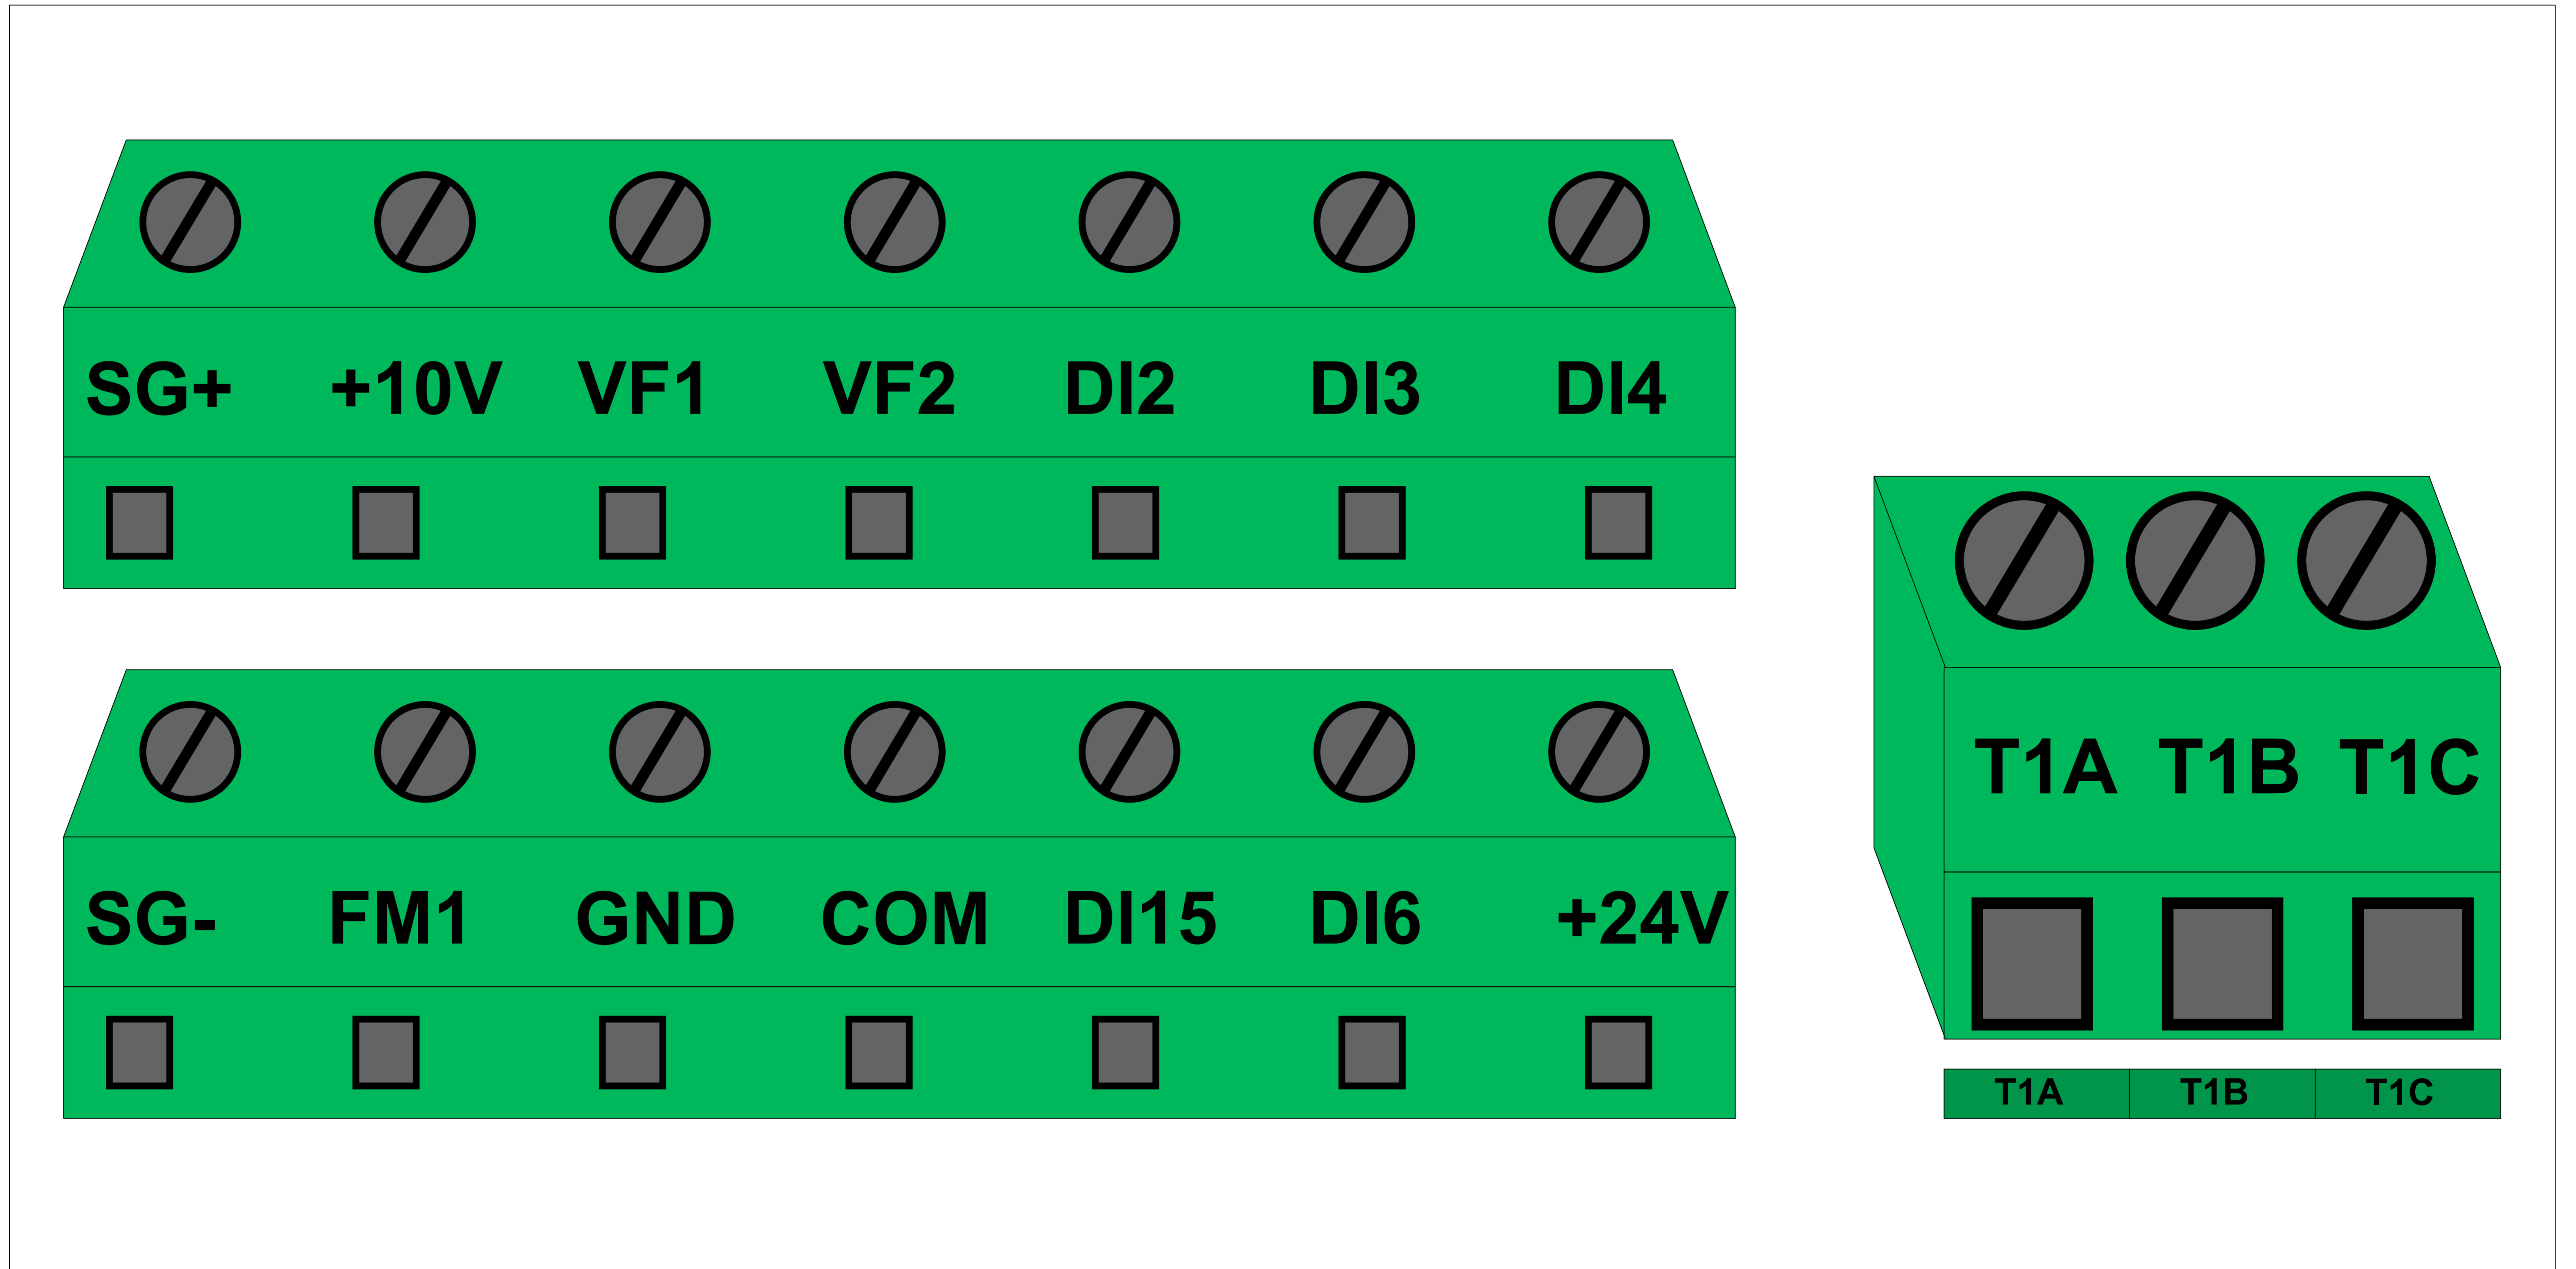 SG+ +10V VF1 VF2 DI2 DI3 DI4
SG- FM1 GND COM DI15 DI6 +24V
T1A T1B T1C
T1A T1B T1C